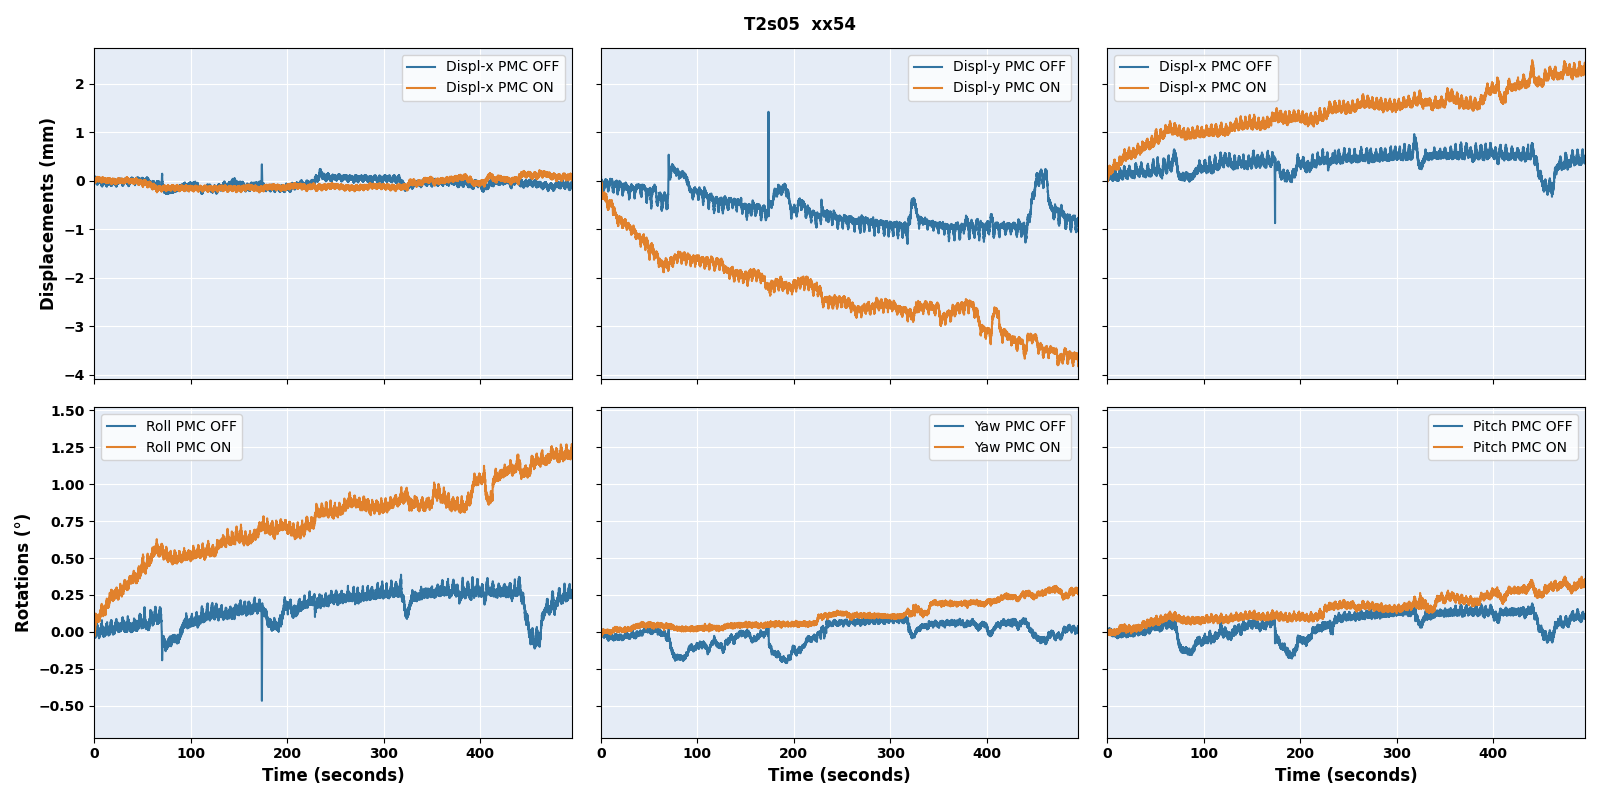 T2s05 xx54
Displ-x PMC OFF
Displ-x PMC ON
Displ-y PMC OFF
Displ-y PMC ON
Displ-x PMC OFF
Displ-x PMC ON
Displacements (mm)
2
1
0
−1
−2
−3
−4
Roll PMC OFF
Roll PMC ON
Yaw PMC OFF
Yaw PMC ON
Pitch PMC OFF
Pitch PMC ON
Rotations (°)
1.50
1.25
1.00
0.75
0.50
0.25
0.00
−0.25
−0.50
0 100 200 300 400
0 100 200 300 400
0 100 200 300 400
Time (seconds)
Time (seconds)
Time (seconds)